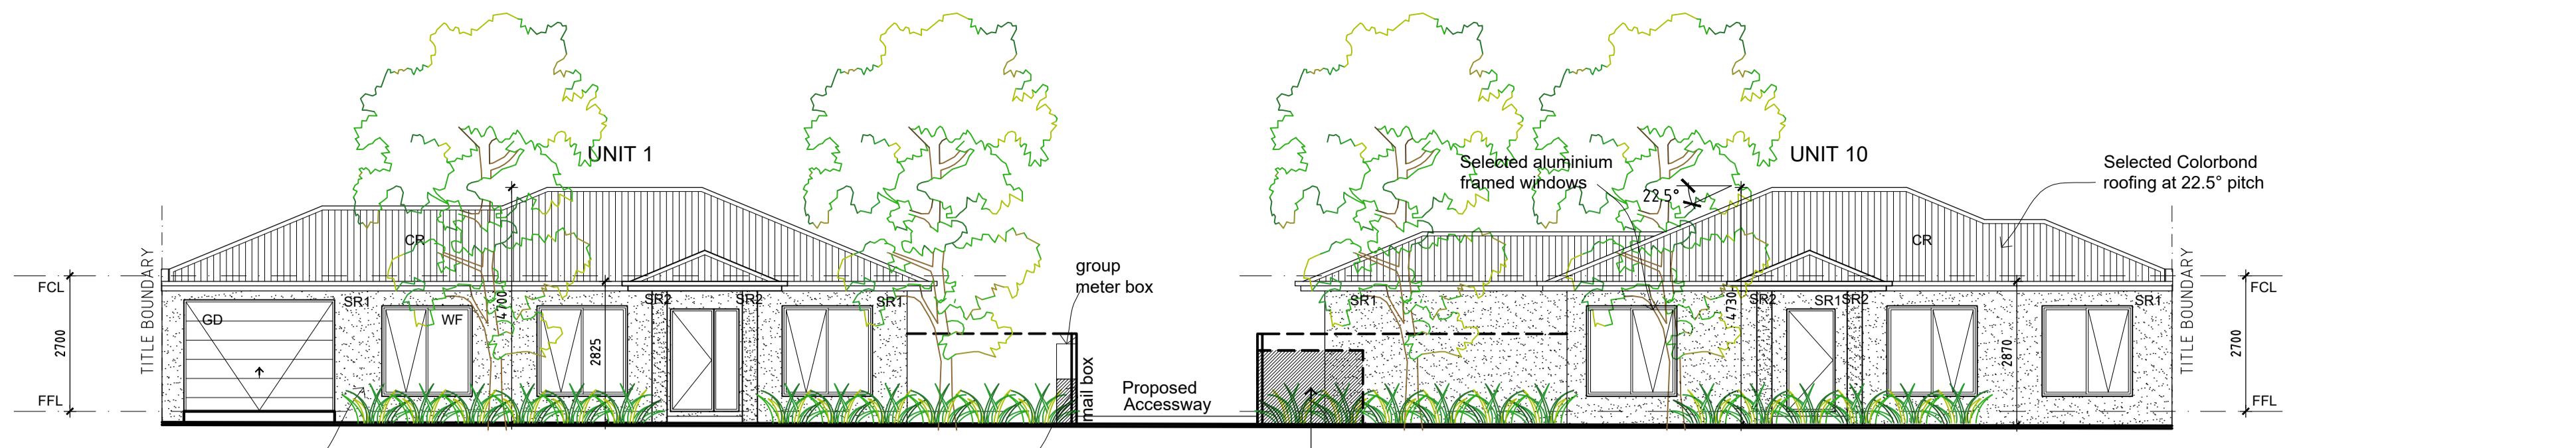 UNIT 1
UNIT 10
Selected aluminium
framed windows
22.5°
Selected Colorbond
roofing at 22.5° pitch
CR
CR
TITLE BOUNDARY
FCL
2700
FFL
GD
SR1
WF
4700
2825
SR2
SR2
SR1
group
meter box
mail box
Proposed
Accessway
SR1
4730
SR2
SR1
SR2
2870
SR1
TITLE BOUNDARY
FCL
2700
FFL